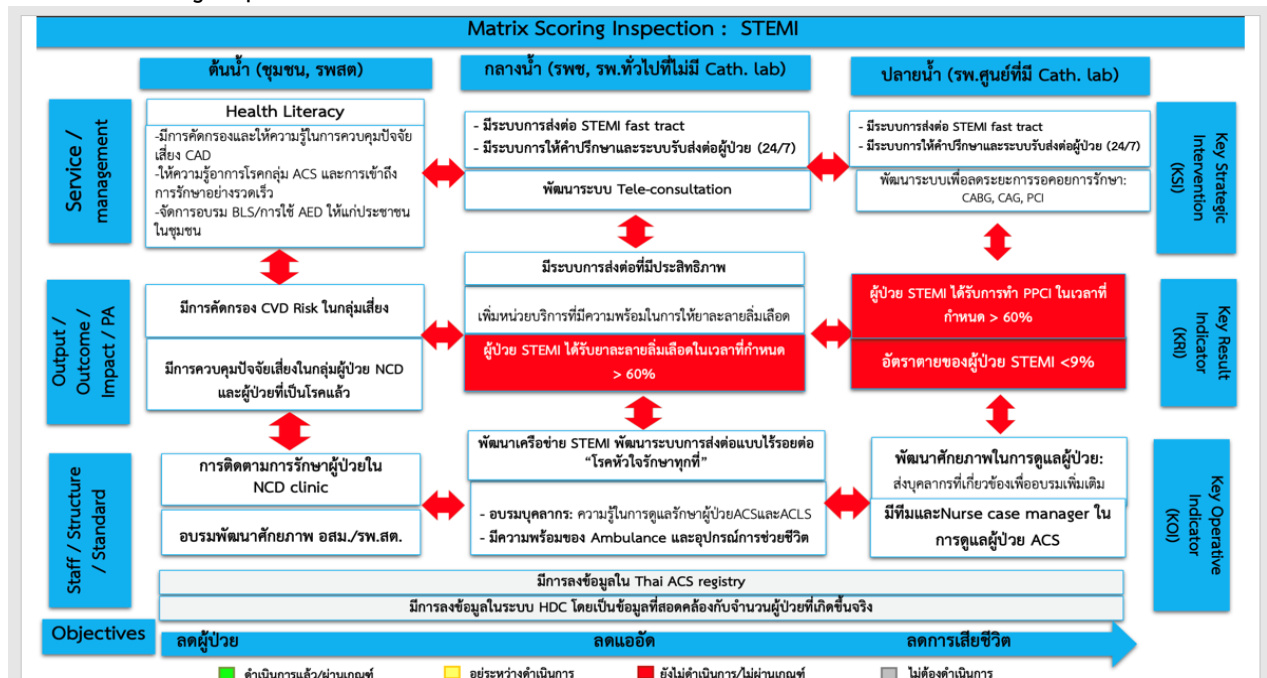 Matrix Scoring Inspection : STEMI
ต้นน้ำ (ชุมชน, รพสต)
กลางน้ำ (รพช, รพ.ทั่วไปที่ไม่มี Cath. lab)
ปลายน้ำ (รพ.ศูนย์ที่มี Cath. lab)
Service /
management
Health Literacy
-มีการคัดกรองและให้ความรู้ในการควบคุมปัจจัย
เสี่ยง CAD
-ให้ความรู้อาการโรคกลุ่ม ACS และการเข้าถึง
การรักษาอย่างรวดเร็ว
-จัดการอบรม BLS/การใช้ AED ให้แก่ประชาชน
ในชุมชน
- มีระบบการส่งต่อ STEMI fast tract
- มีระบบการให้คำปรึกษาและระบบรับส่งต่อผู้ป่วย (24/7)
พัฒนาระบบ Tele-consultation
- มีระบบการส่งต่อ STEMI fast tract
- มีระบบการให้คำปรึกษาและระบบรับส่งต่อผู้ป่วย (24/7)
พัฒนาระบบเพื่อลดระยะการรอคอยการรักษา:
CABG, CAG, PCI
Key Strategic
Intervention
(KSI)
Output /
Outcome /
Impact / PA
มีการคัดกรอง CVD Risk ในกลุ่มเสี่ยง
มีการควบคุมปัจจัยเสี่ยงในกลุ่มผู้ป่วย NCD
และผู้ป่วยที่เป็นโรคแล้ว
มีระบบการส่งต่อที่มีประสิทธิภาพ
เพิ่มหน่วยบริการที่มีความพร้อมในการให้ยาละลายลิ่มเลือด
ผู้ป่วย STEMI ได้รับยาละลายลิ่มเลือดในเวลาที่กำหนด
> 60%
ผู้ป่วย STEMI ได้รับการทำ PPCI ในเวลาที่
กำหนด > 60%
อัตราตายของผู้ป่วย STEMI <9%
Key Result
Indicator
(KRI)
Staff / Structure
/ Standard
การติดตามการรักษาผู้ป่วยใน
NCD clinic
อบรมพัฒนาศักยภาพ อสม./รพ.สต.
พัฒนาเครือข่าย STEMI พัฒนาระบบการส่งต่อแบบไร้รอยต่อ
“โรคหัวใจรักษาทุกที่”
- อบรมบุคลากร: ความรู้ในการดูแลรักษาผู้ป่วยACSและACLS
- มีความพร้อมของ Ambulance และอุปกรณ์การช่วยชีวิต
พัฒนาศักยภาพในการดูแลผู้ป่วย:
ส่งบุคลากรที่เกี่ยวข้องเพื่ออบรมเพิ่มเติม
มีทีมและNurse case manager ใน
การดูแลผู้ป่วย ACS
Key Operative
Indicator
(KOI)
มีการลงข้อมูลใน Thai ACS registry
มีการลงข้อมูลในระบบ HDC โดยเป็นข้อมูลที่สอดคล้องกับจำนวนผู้ป่วยที่เกิดขึ้นจริง
Objectives
ลดผู้ป่วย
ลดแออัด
ลดการเสียชีวิต
ดำเนินการแล้ว/ผ่านเกณฑ์
อยู่ระหว่างดำเนินการ
ยังไม่ดำเนินการ/ไม่ผ่านเกณฑ์
ไม่ต้องดำเนินการ